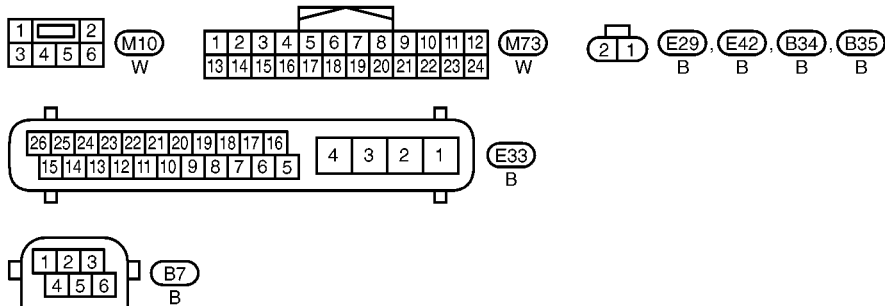 1 2 M10
3 4 5 6 W
1 2 3 4 5 6 7 8 9 10 11 12 M73
13 14 15 16 17 18 19 20 21 22 23 24 W
2 1 E29, E42, B34, B35
B B B B
26 25 24 23 22 21 20 19 18 17 16
15 14 13 12 11 10 9 8 7 6 5
4 3 2 1 E33
B
1 2 3
4 5 6
B7
B